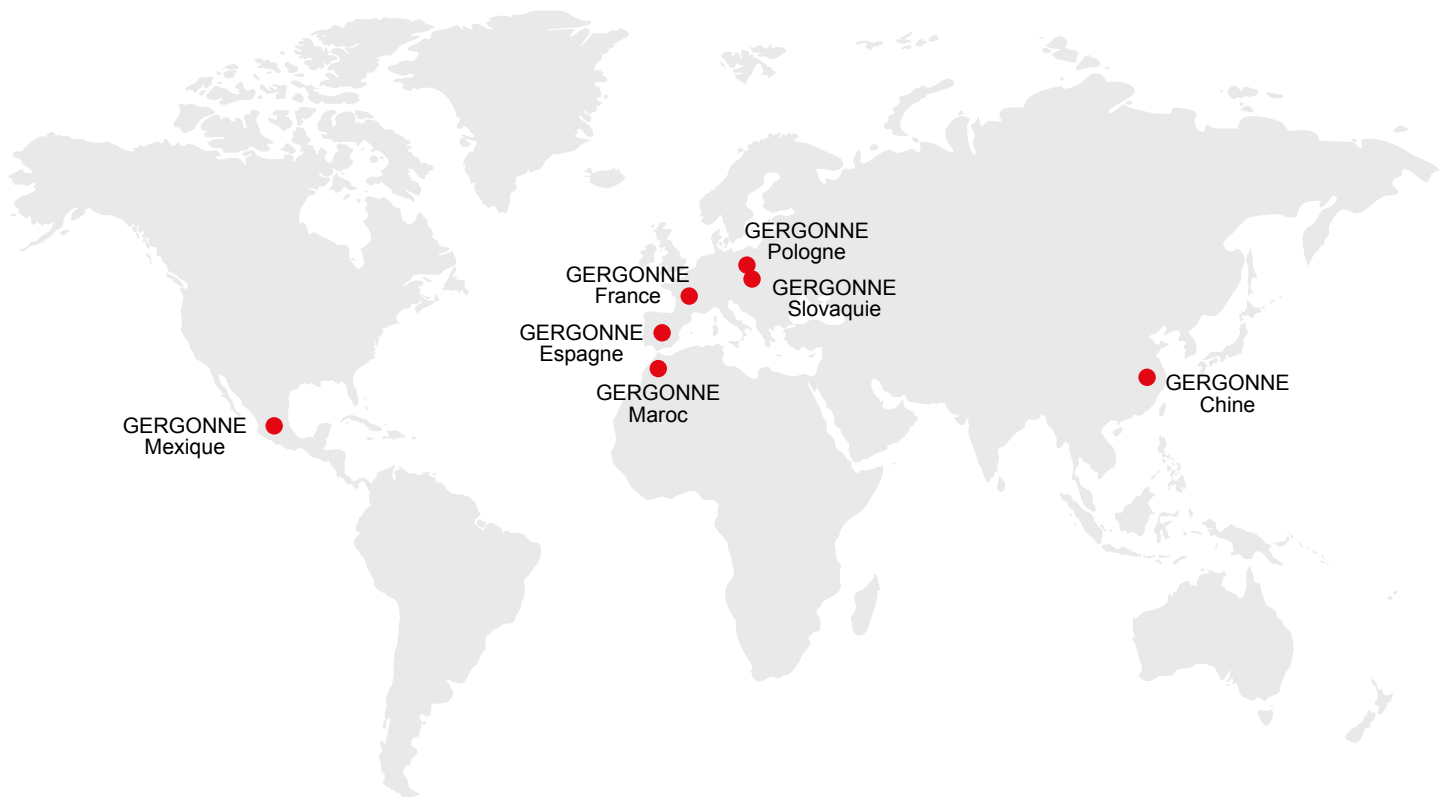 GERGONNE
Pologne
GERGONNE
France
GERGONNE
Slovaquie
GERGONNE
Espagne
GERGONNE
Maroc
GERGONNE
Chine
GERGONNE
Mexique